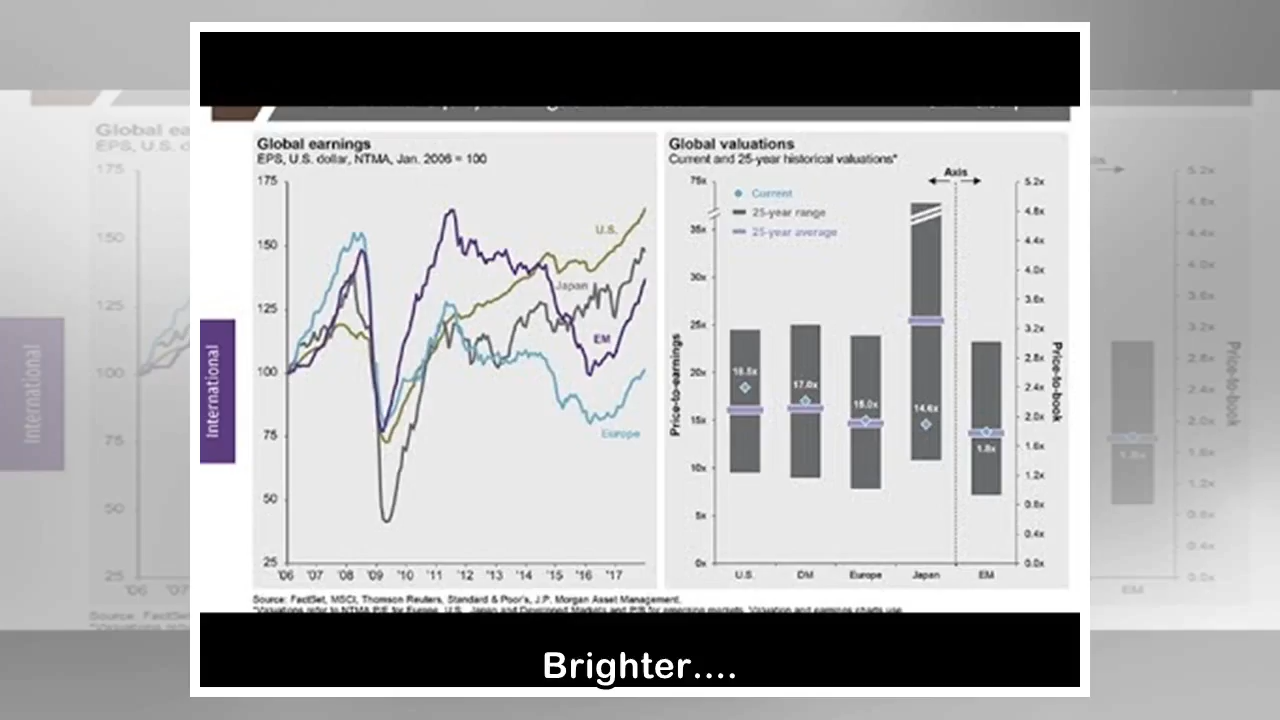 Global earnings
EPS, U.S. dollar, NTMA, Jan. 2006 = 100
175
150
125
100
75
50
25
'06 '07 '08 '09 '10 '11 '12 '13 '14 '15 '16 '17
U.S.
Japan
EM
Europe
International
Global valuations
Current and 25-year historical valuations*
Axis
Current
25-year range
25-year average
75x
35x
30x
25x
20x
15x
10x
5x
0x
Price-to-earnings
18.5x
17.0x
15.0x
14.6x
1.8x
5.2x
4.8x
4.4x
4.0x
3.6x
3.2x
2.8x
2.4x
2.0x
1.6x
1.2x
0.8x
0.4x
0.0x
Price-to-book
U.S. DM Europe Japan EM
Source: FactSet, MSCI, Thomson Reuters, Standard & Poor's, J.P. Morgan Asset Management.
Brighter....